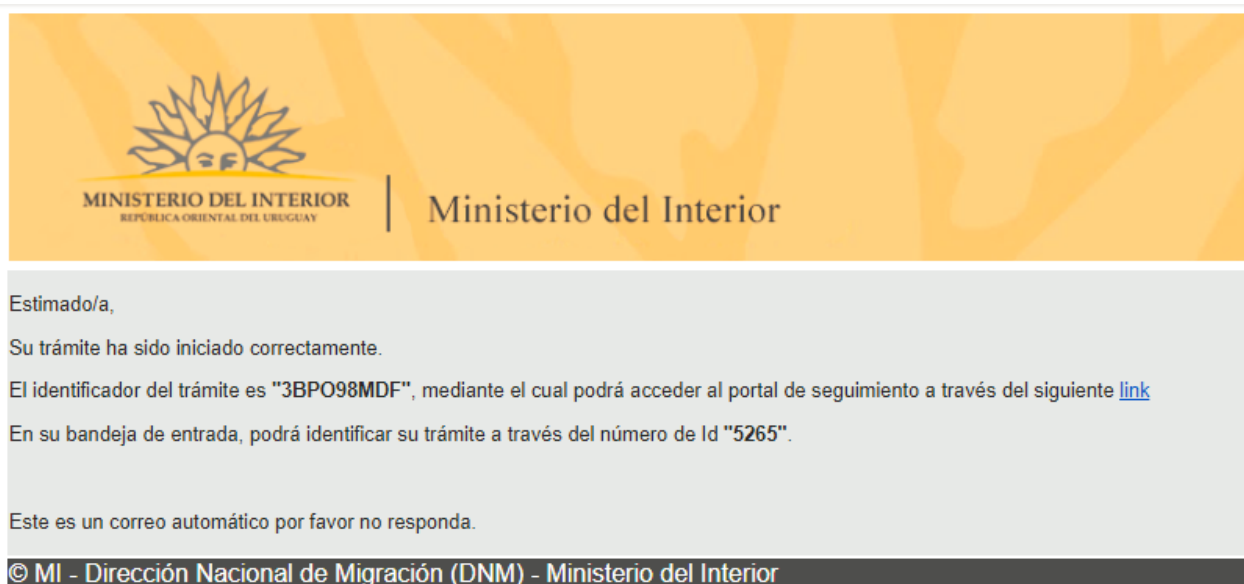 MINISTERIO DEL INTERIOR
REPÚBLICA ORIENTAL DEL URUGUAY
Ministerio del Interior
Estimado/a,
Su trámite ha sido iniciado correctamente.
El identificador del trámite es "3BPO98MDF", mediante el cual podrá acceder al portal de seguimiento a través del siguiente link
En su bandeja de entrada, podrá identificar su trámite a través del número de Id "5265".
Este es un correo automático por favor no responda.
© MI - Dirección Nacional de Migración (DNM) - Ministerio del Interior